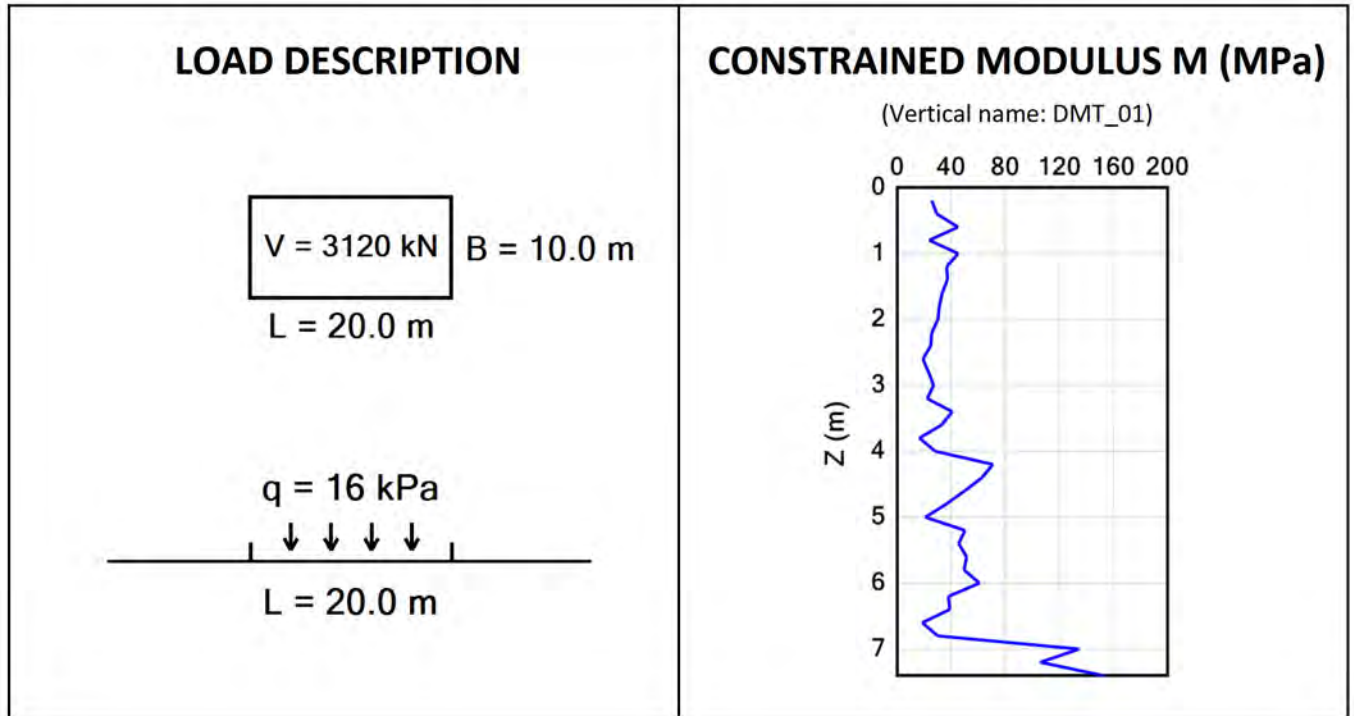 LOAD DESCRIPTION
V = 3120 kN
B = 10.0 m
L = 20.0 m
q = 16 kPa
L = 20.0 m
CONSTRAINED MODULUS M (MPa)
(Vertical name: DMT_01)
0 40 80 120 160 200
0
1
2
3
4
5
6
7
Z (m)